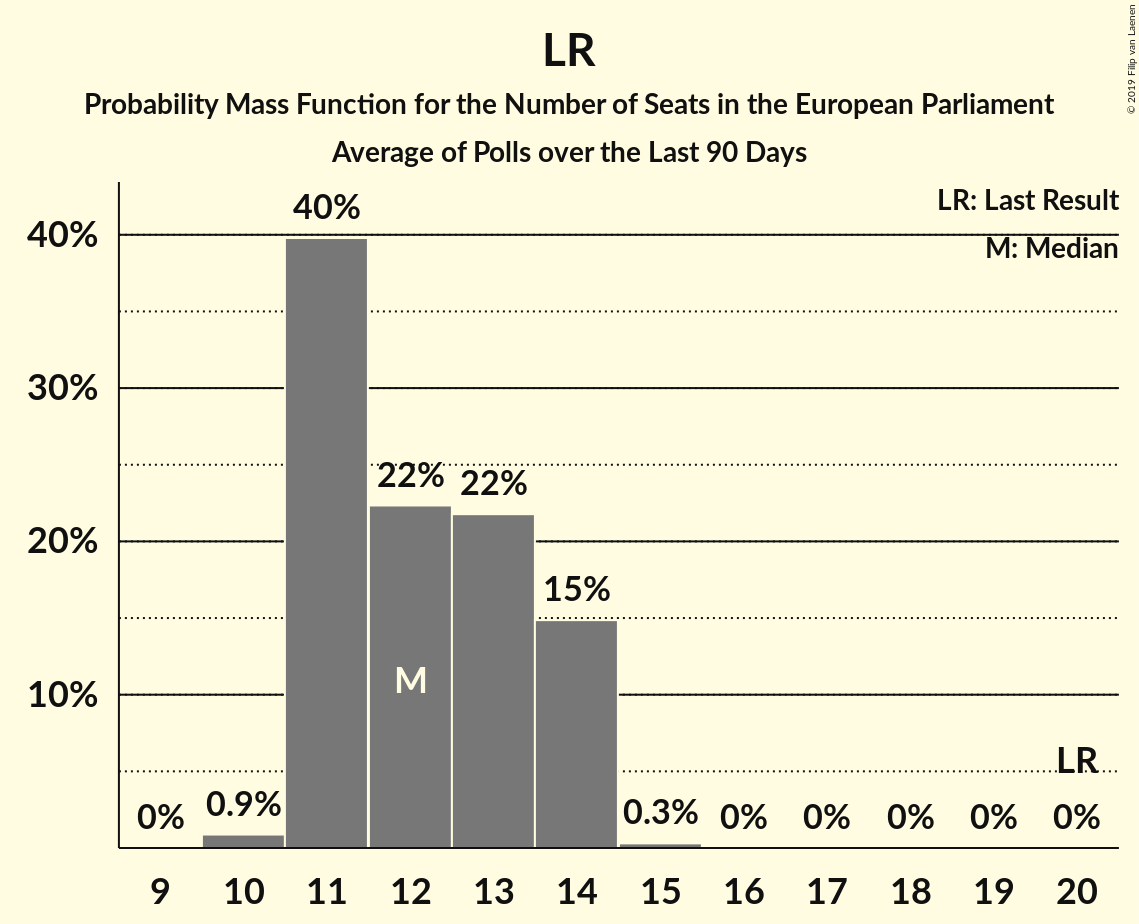 LR
Probability Mass Function for the Number of Seats in the European Parliament
Average of Polls over the Last 90 Days
© 2019 Filip van Laenen
LR: Last Result
M: Median
40%
30%
20%
10%
0%
0.9%
40%
22%
22%
15%
0.3%
0%
0%
0%
0%
0%
M
LR
9 10 11 12 13 14 15 16 17 18 19 20